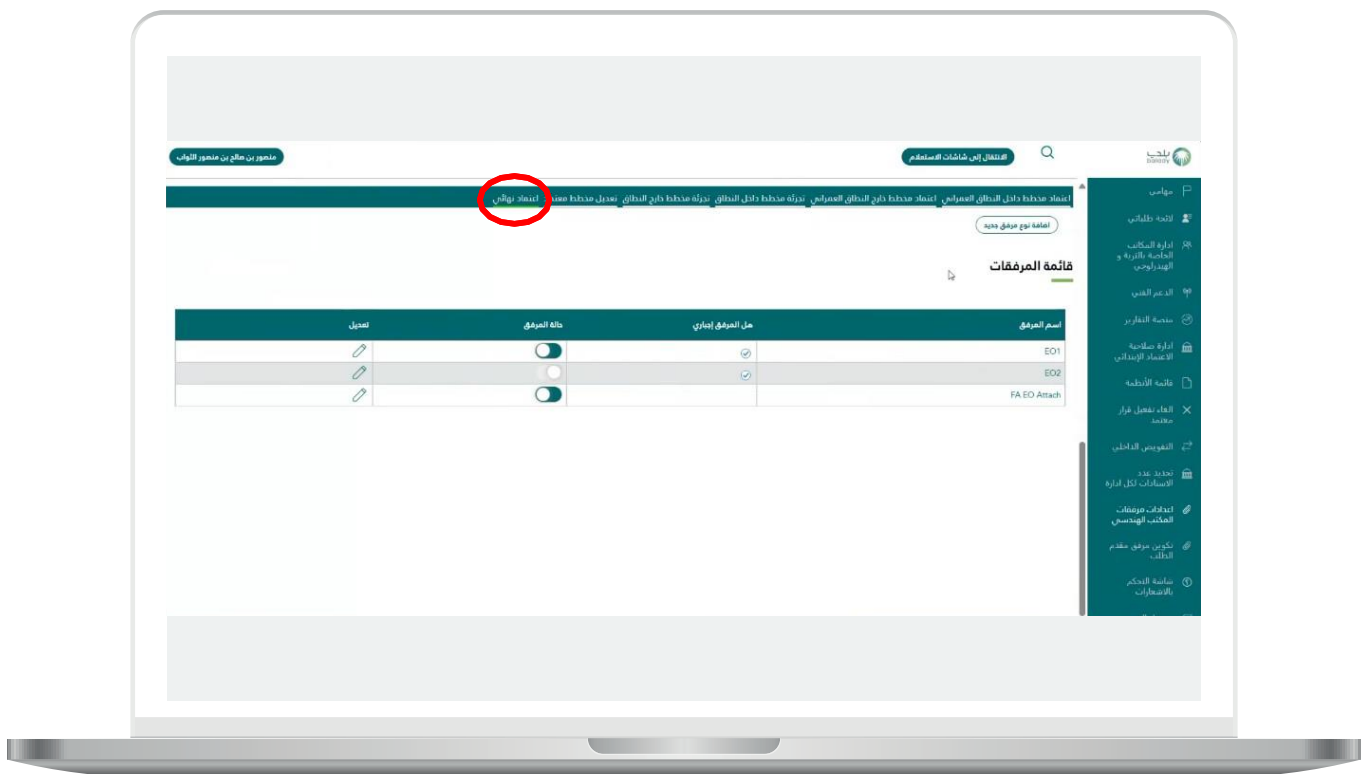 بلدي
balady
الانتقال إلى شاشات الاستعلام
منصور بن صالح بن منصور التواب
مهامي
لائحة طلباتي
ادارة المكاتب
الخاصة بالتربة و
الهيدرلوجي
الدعم الفني
منصة التقارير
ادارة صلاحية
الاعتماد الإبتدائي
قائمة الأنظمة
الغاء تفعيل قرار
معتمد
التفويض الداخلي
تحديد عدد
الاسنادات لكل ادارة
اعدادات مرفقات
المكتب الهندسي
تكوين مرفق مقدم
الطلب
شاشة التحكم
بالاشعارات
اعتماد مخطط داخل النطاق العمراني اعتماد مخطط خارج النطاق العمراني تجزئة مخطط داخل النطاق تجزئة مخطط خارج النطاق تعديل مخطط معتمد اعتماد نهائي
اضافة نوع مرفق جديد
قائمة المرفقات
اسم المرفق هل المرفق إجباري حالة المرفق تعديل
EO1
EO2
FA EO Attach